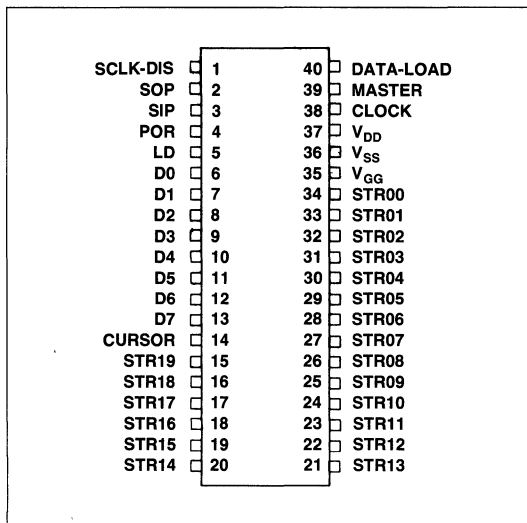 SCLK-DIS 1 40 DATA-LOAD
SOP 2 39 MASTER
SIP 3 38 CLOCK
POR 4 37 VDD
LD 5 36 VSS
D0 6 35 VGG
D1 7 34 STR00
D2 8 33 STR01
D3 9 32 STR02
D4 10 31 STR03
D5 11 30 STR04
D6 12 29 STR05
D7 13 28 STR06
CURSOR 14 27 STR07
STR19 15 26 STR08
STR18 16 25 STR09
STR17 17 24 STR10
STR16 18 23 STR11
STR15 19 22 STR12
STR14 20 21 STR13